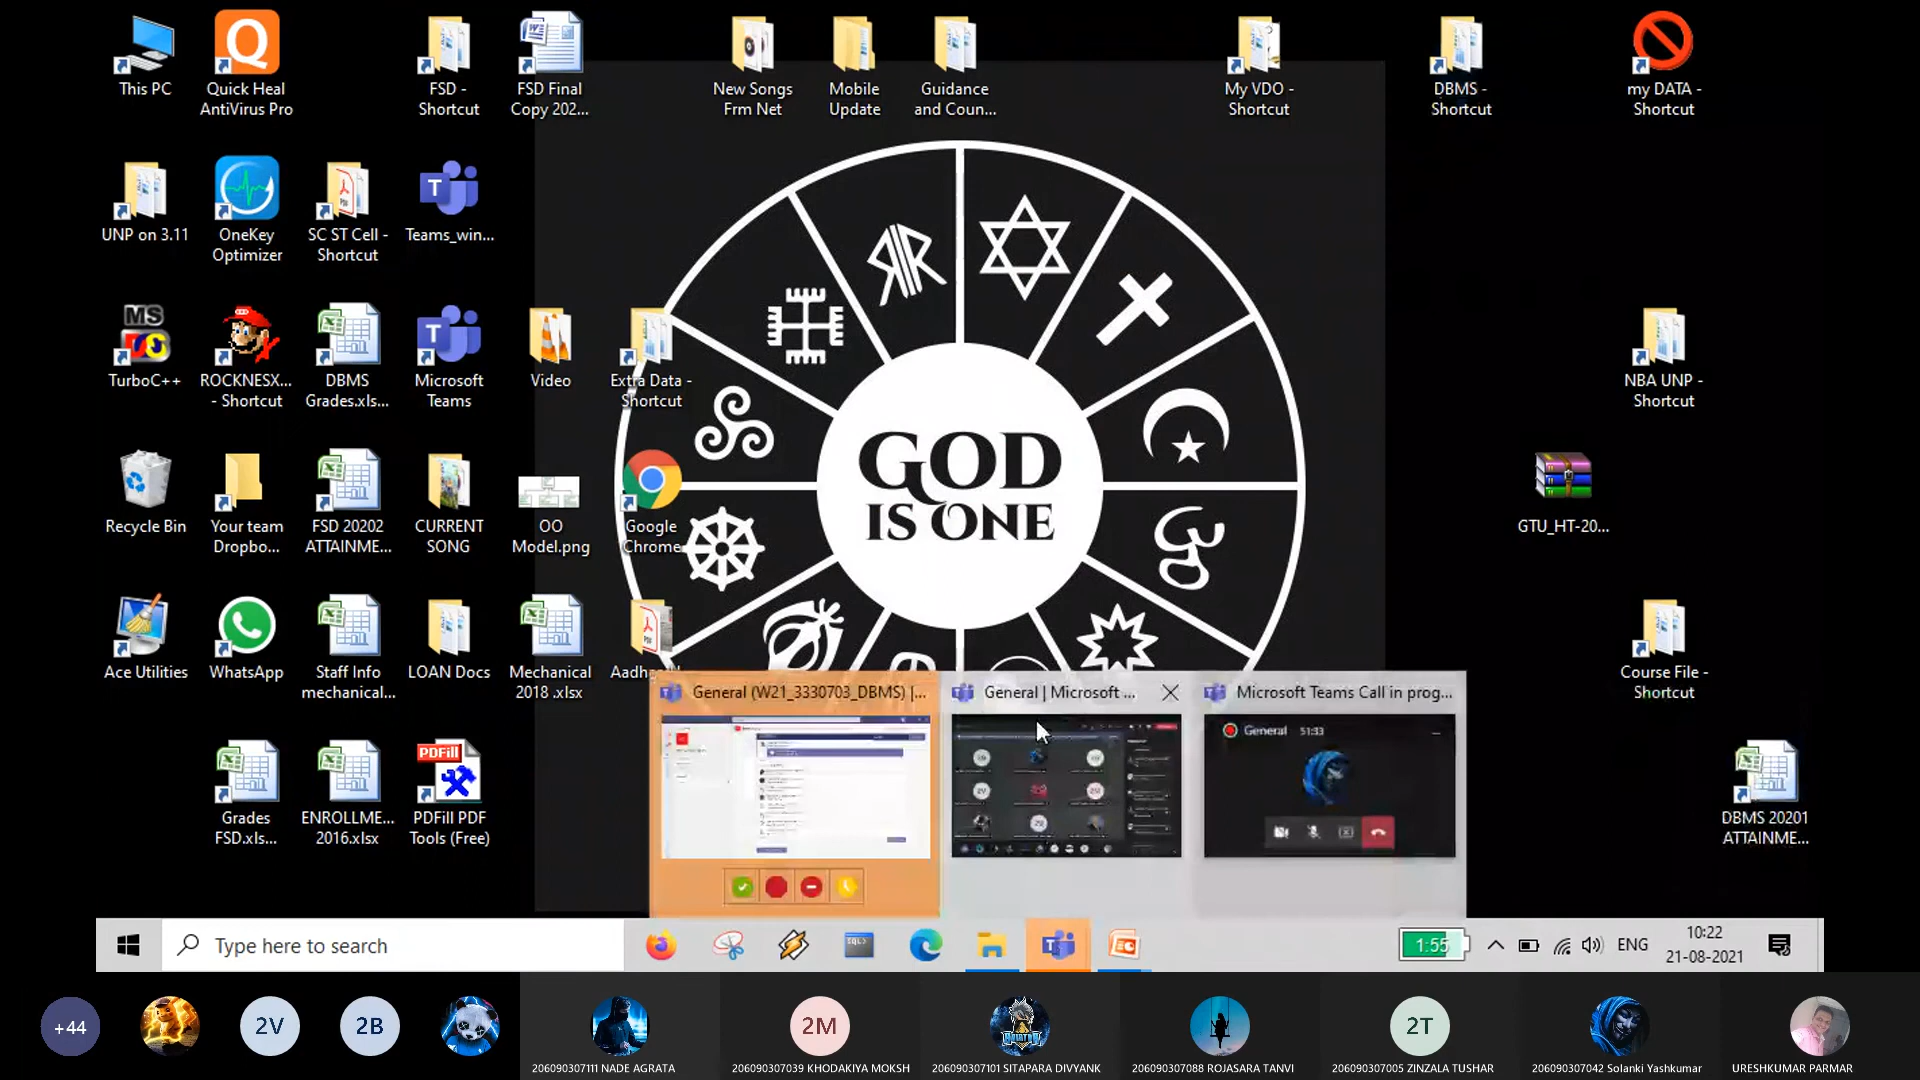 This PC
Quick Heal
AntiVirus Pro
FSD -
Shortcut
FSD Final
Copy 202...
New Songs
Frm Net
Mobile
Update
Guidance
and Coun...
My VDO -
Shortcut
DBMS -
Shortcut
my DATA -
Shortcut
UNP on 3.11
OneKey
Optimizer
SC ST Cell -
Shortcut
Teams_win...
MS
TurboC++
ROCKNESX...
- Shortcut
DBMS
Grades.xls...
Microsoft
Teams
Video
Extra Data -
Shortcut
NBA UNP -
Shortcut
GOD
IS ONE
Recycle Bin
Your team
Dropbo...
FSD 20202
ATTAINME...
CURRENT
SONG
OO
Model.png
Google
Chrome
GTU_HT-20...
Ace Utilities
WhatsApp
Staff Info
mechanical...
LOAN Docs
Mechanical
2018 .xlsx
Course File -
Shortcut
General (W21_3330703_DBMS) |...
General | Microsoft ...
Microsoft Teams Call in prog...
General 51:33
Grades
FSD.xls...
ENROLLME...
2016.xlsx
PDFill
PDFill PDF
Tools (Free)
DBMS 20201
ATTAINME...
Type here to search
1:55
ENG
10:22
21-08-2021
+44
2V
2B
2M
2T
206090307111 NADE AGRATA
206090307039 KHODAKIYA MOKSH
206090307101 SITAPARA DIVYANK
206090307088 ROJASARA TANVI
206090307005 ZINZALA TUSHAR
206090307042 Solanki Yashkumar
URESHKUMAR PARMAR